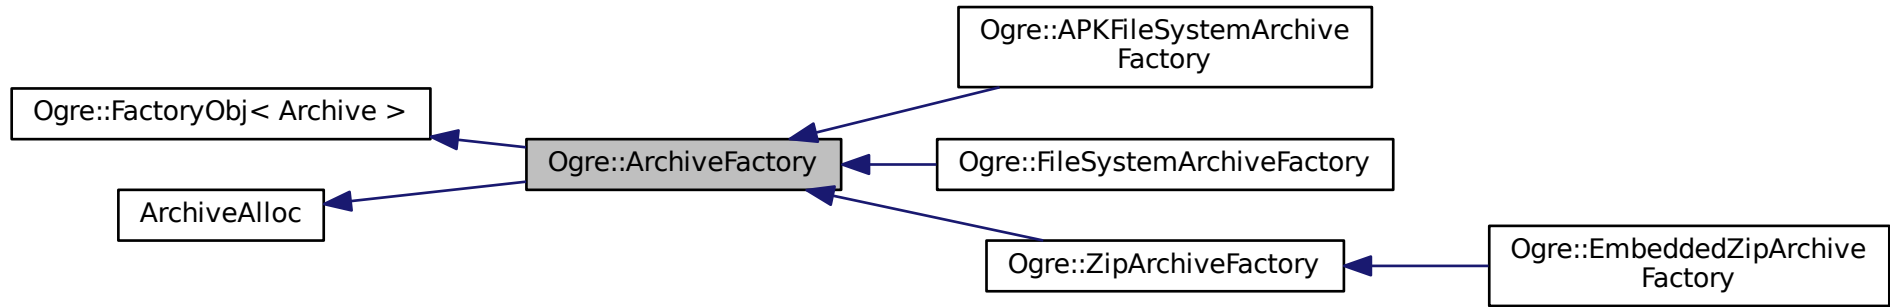 Ogre::FactoryObj< Archive >
ArchiveAlloc
Ogre::ArchiveFactory
Ogre::APKFileSystemArchive
Factory
Ogre::FileSystemArchiveFactory
Ogre::ZipArchiveFactory
Ogre::EmbeddedZipArchive
Factory